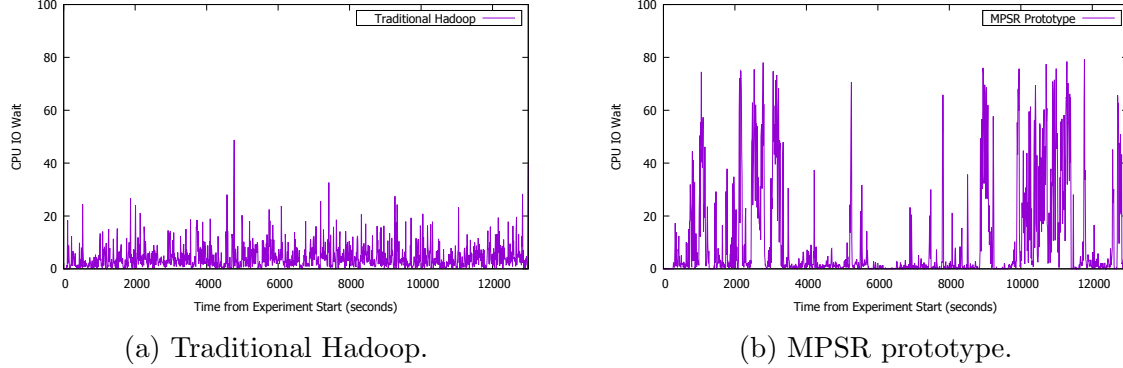 Traditional Hadoop
100
80
60
40
20
0
CPU IO Wait
0 2000 4000 6000 8000 10000 12000
Time from Experiment Start (seconds)
(a) Traditional Hadoop.
MPSR Prototype
100
80
60
40
20
0
CPU IO Wait
0 2000 4000 6000 8000 10000 12000
Time from Experiment Start (seconds)
(b) MPSR prototype.